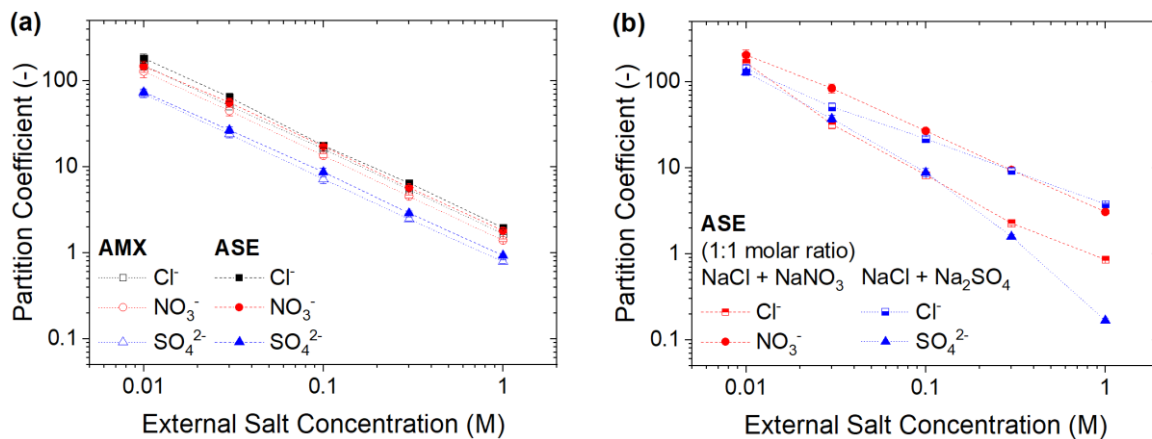 (a)
Partition Coefficient (-)
100
10
1
0.1
AMX ASE
Cl⁻ Cl⁻
NO₃⁻ NO₃⁻
SO₄²⁻ SO₄²⁻
0.01 0.1 1
External Salt Concentration (M)
(b)
Partition Coefficient (-)
100
10
1
0.1
ASE
(1:1 molar ratio)
NaCl + NaNO₃ NaCl + Na₂SO₄
Cl⁻ Cl⁻
NO₃⁻ SO₄²⁻
0.01 0.1 1
External Salt Concentration (M)